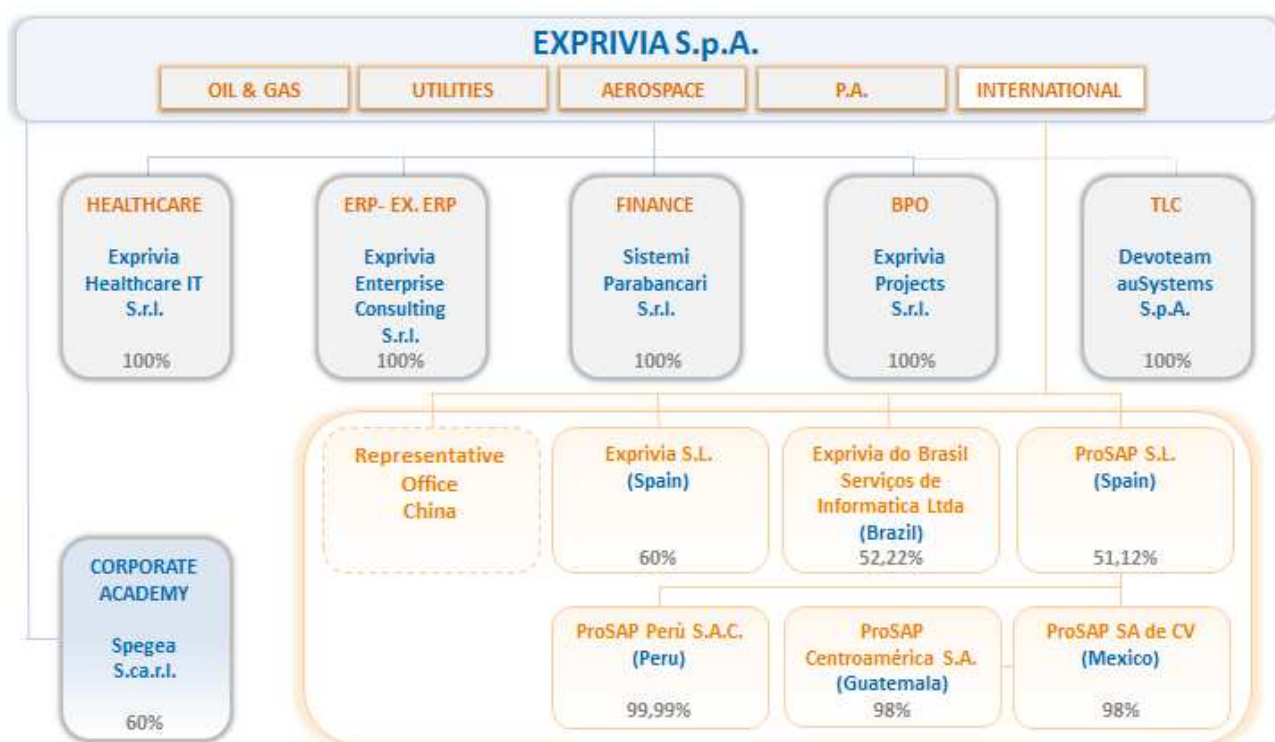 EXPRIVIA S.p.A.
OIL & GAS
UTILITIES
AEROSPACE
P.A.
INTERNATIONAL
HEALTHCARE
Exprivia
Healthcare IT
S.r.l.
100%
ERP- EX. ERP
Exprivia
Enterprise
Consulting
S.r.l.
100%
FINANCE
Sistemi
Parabancari
S.r.l.
100%
BPO
Exprivia
Projects
S.r.l.
100%
TLC
Devoteam
auSystems
S.p.A.
100%
Representative
Office
China
Exprivia S.L.
(Spain)
60%
Exprivia do Brasil
Serviços de
Informatica Ltda
(Brazil)
52,22%
ProSAP S.L.
(Spain)
51,12%
CORPORATE
ACADEMY
Spegea
S.ca.r.l.
60%
ProSAP Perù S.A.C.
(Peru)
99,99%
ProSAP
Centroamérica S.A.
(Guatemala)
98%
ProSAP SA de CV
(Mexico)
98%